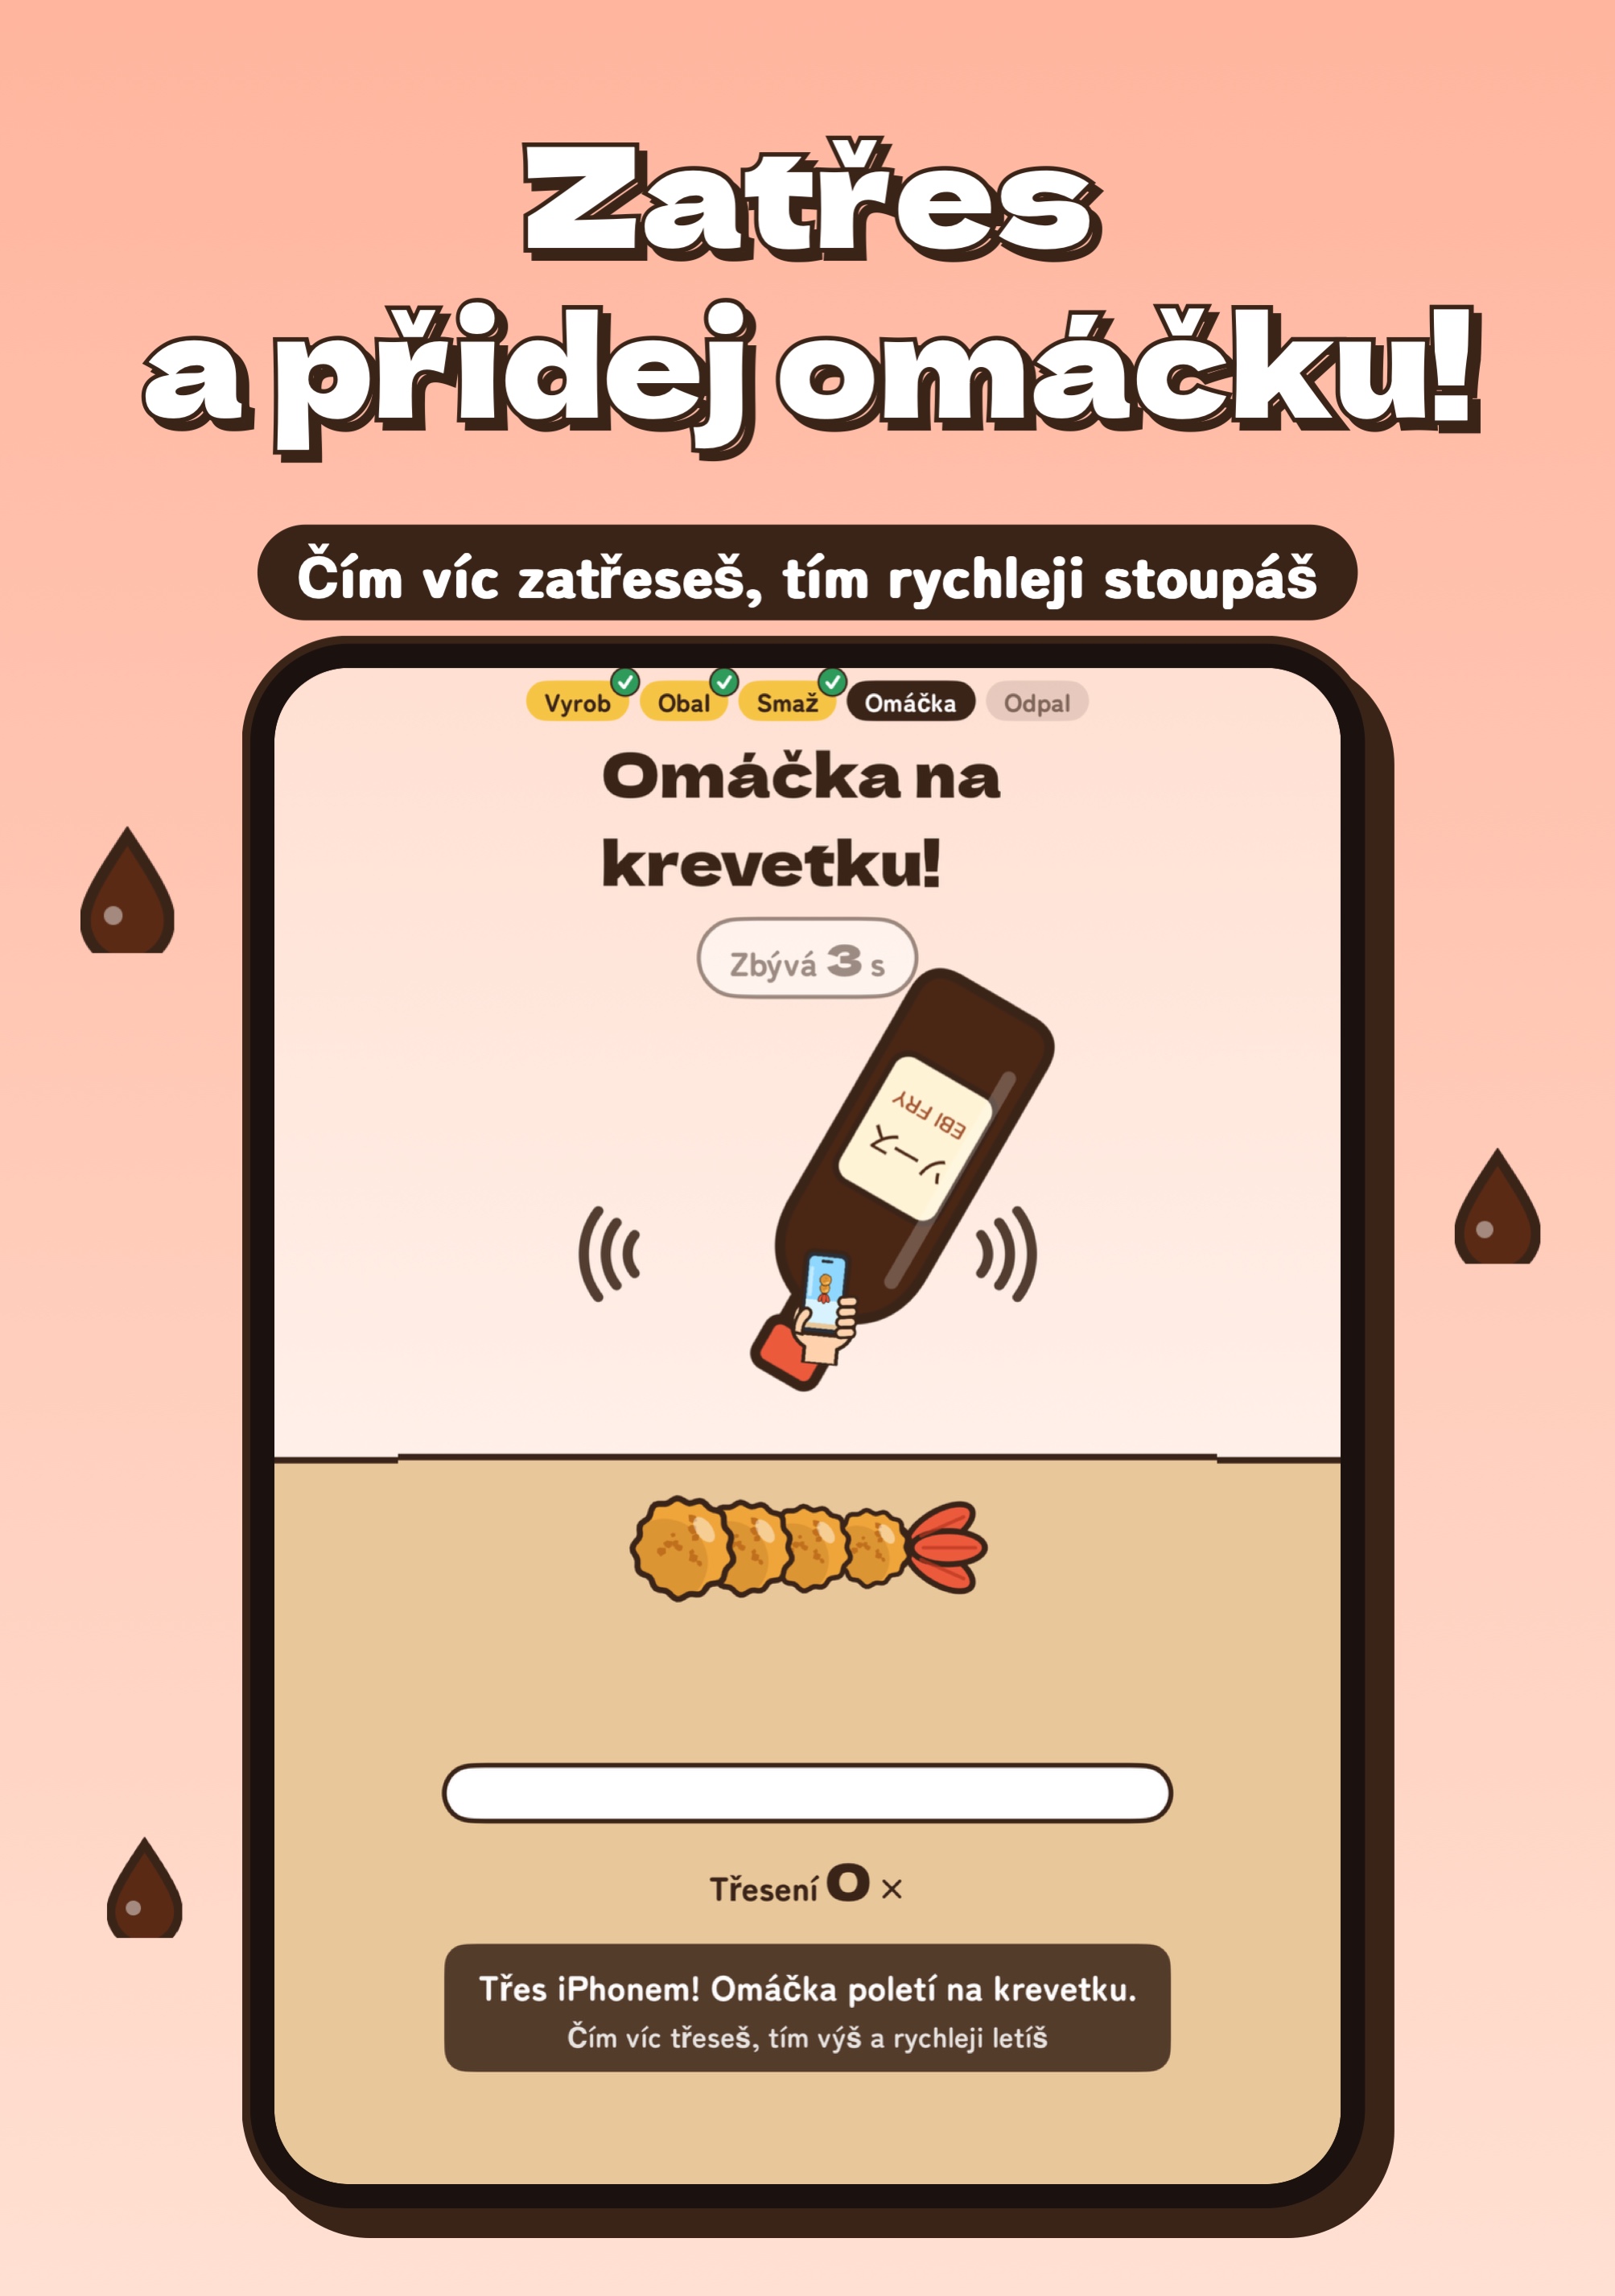 Zatřes
a přidej omáčku!
Čím víc zatřeseš, tím rychleji stoupáš
Vyrob Obal Smaž Omáčka Odpal
Omáčka na
krevetku!
Zbývá 3 s
ソース
EBI FRY
Třesení 0 ×
Třes iPhonem! Omáčka poletí na krevetku.
Čím víc třeseš, tím výš a rychleji letíš